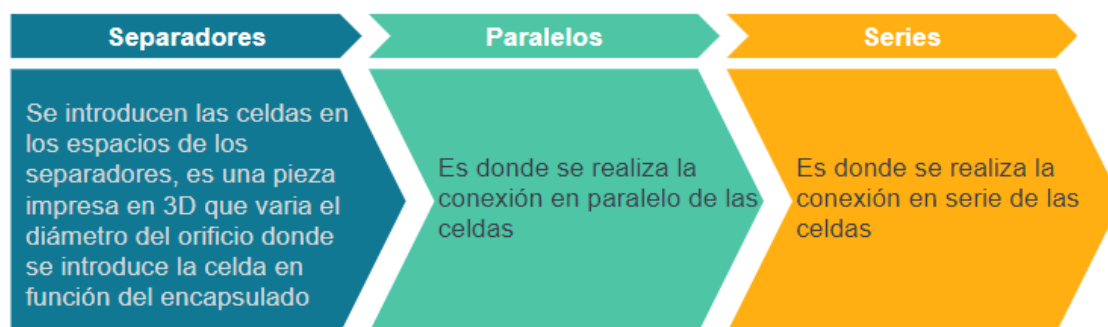 Separadores
Paralelos
Series
Se introducen las celdas en
los espacios de los
separadores, es una pieza
impresa en 3D que varia el
diámetro del orificio donde
se introduce la celda en
función del encapsulado
Es donde se realiza la
conexión en paralelo de las
celdas
Es donde se realiza la
conexión en serie de las
celdas